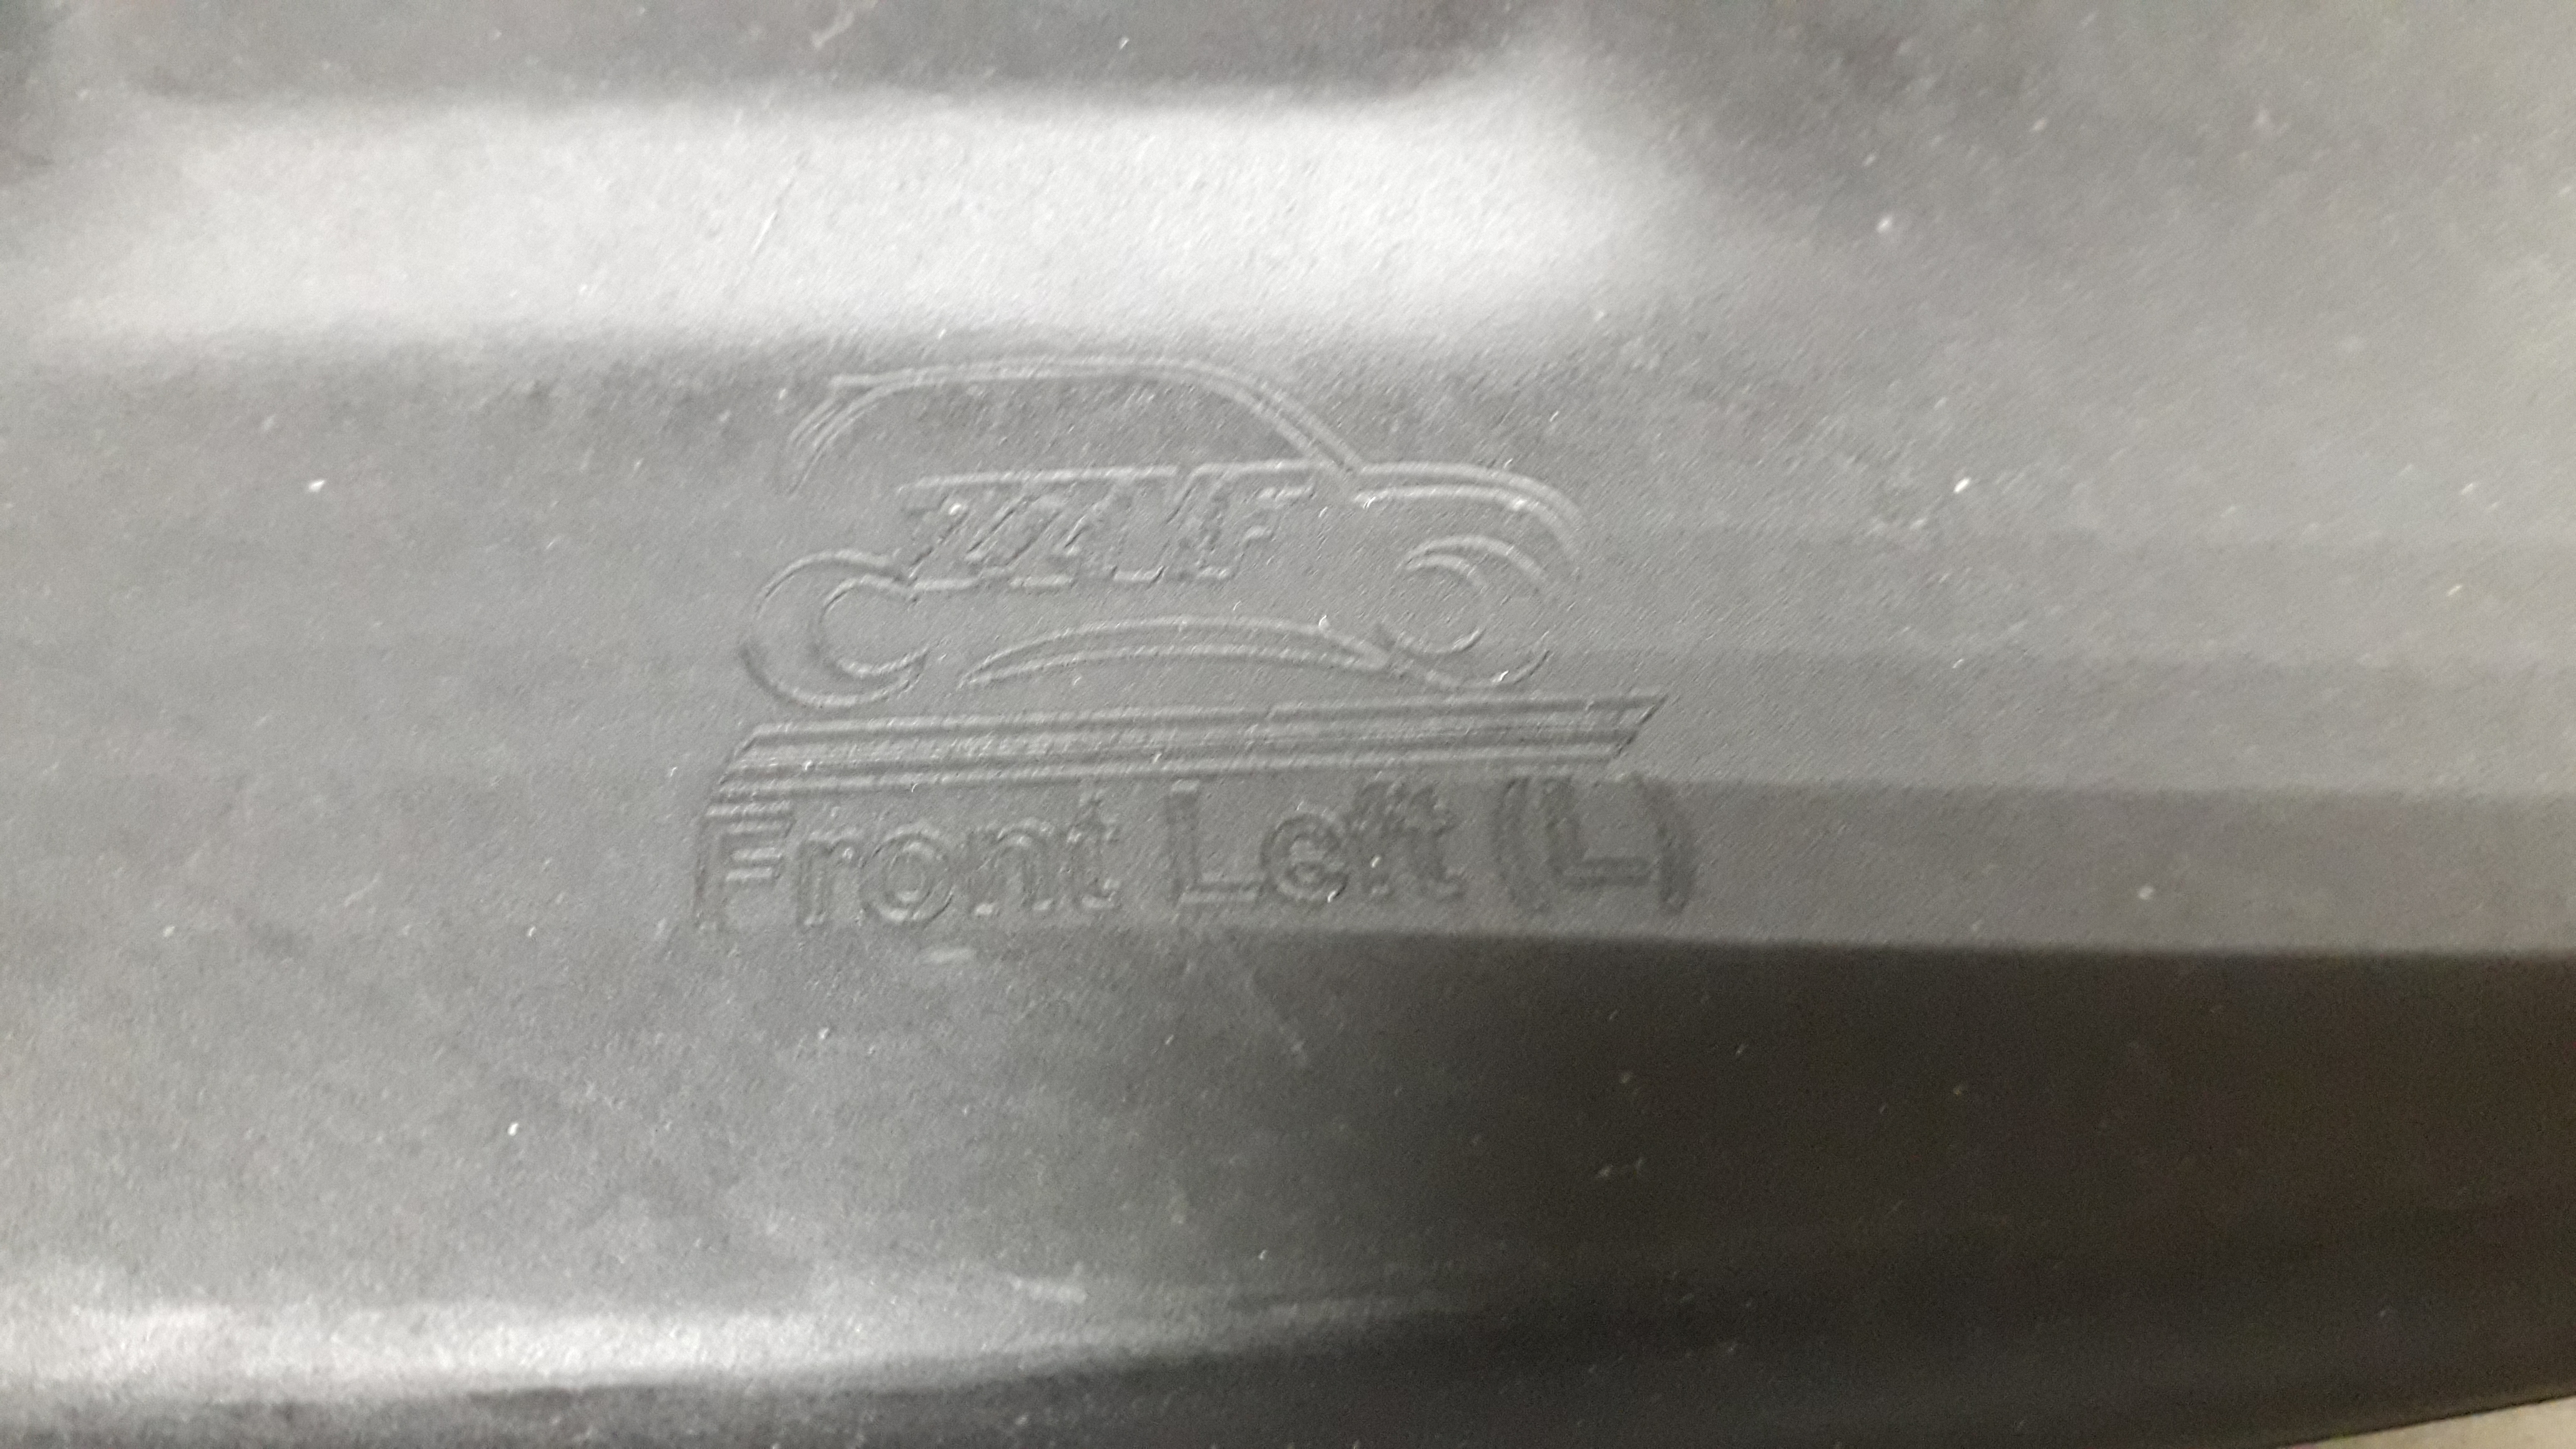 Front Left (L)